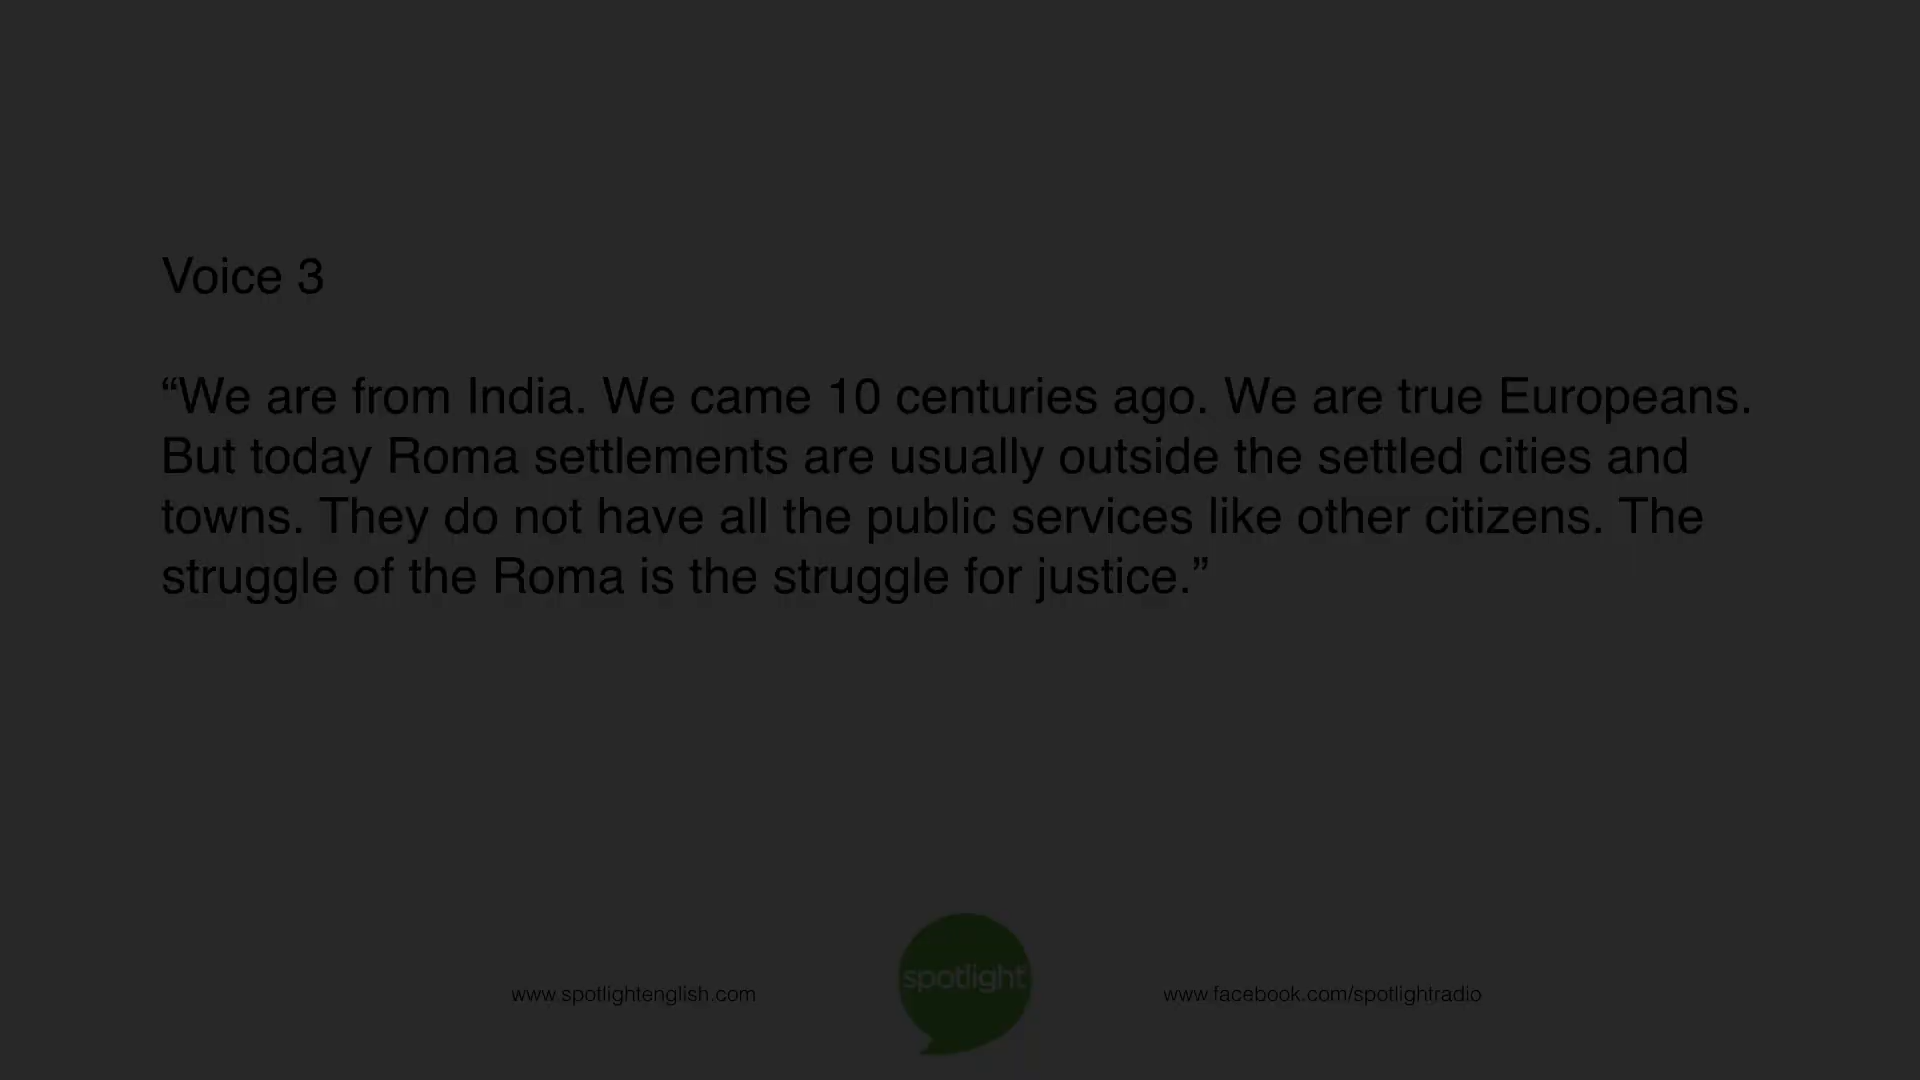 Voice 3
“We are from India. We came 10 centuries ago. We are true Europeans.
But today Roma settlements are usually outside the settled cities and
towns. They do not have all the public services like other citizens. The
struggle of the Roma is the struggle for justice.”
spotlight
www.spotlightenglish.com
www.facebook.com/spotlightradio